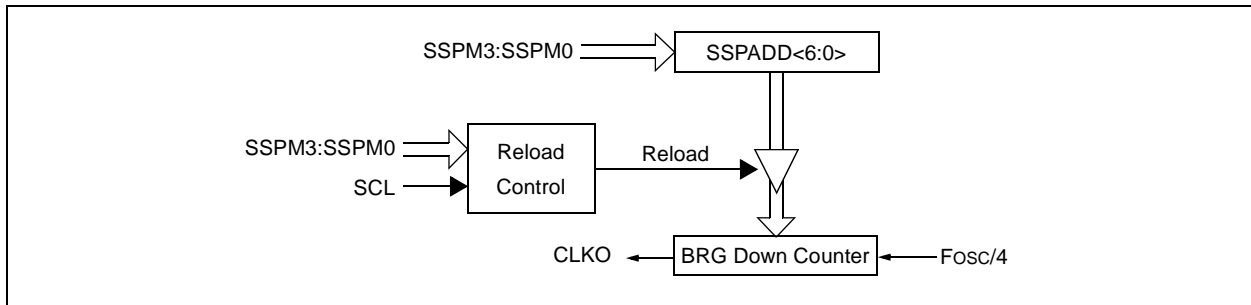 SSPM3:SSPM0
SSPADD<6:0>
SSPM3:SSPM0
SCL
Reload
Control
Reload
CLKO
BRG Down Counter
FOSC/4